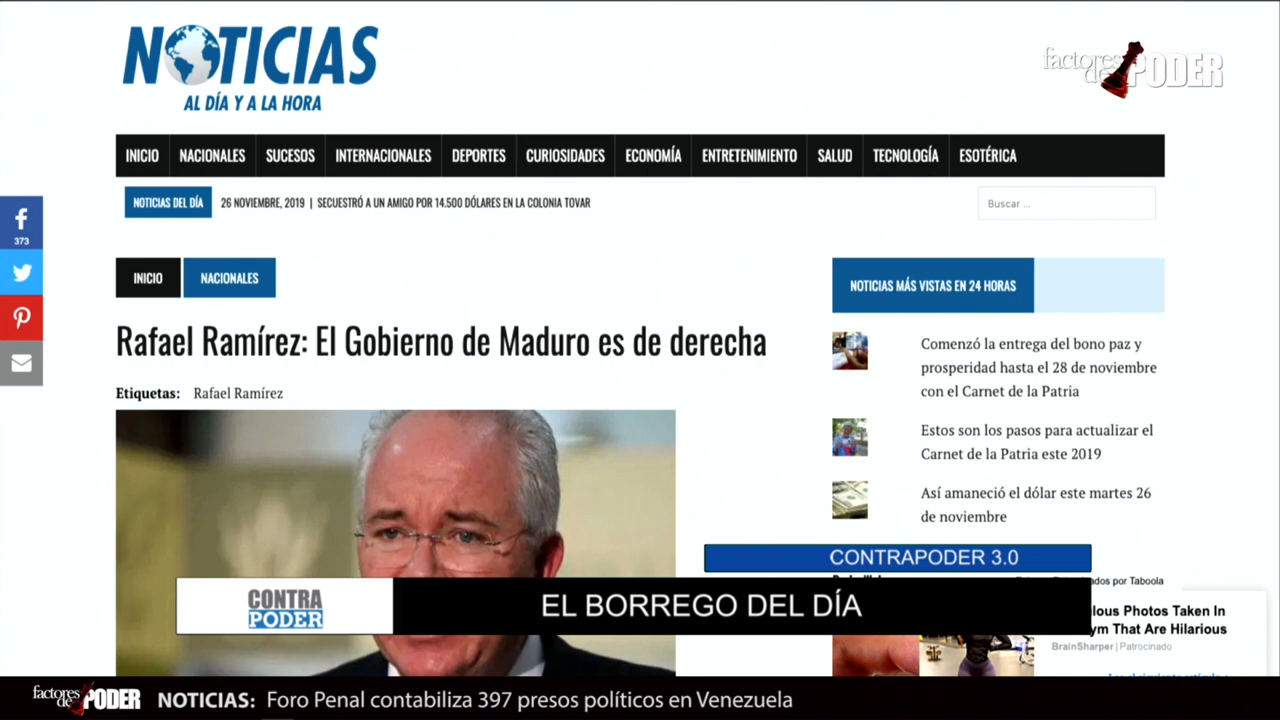 NOTICIAS
AL DÍA Y A LA HORA
factores de PODER
INICIO NACIONALES SUCESOS INTERNACIONALES DEPORTES CURIOSIDADES ECONOMÍA ENTRETENIMIENTO SALUD TECNOLOGÍA ESOTÉRICA
NOTICIAS DEL DÍA 26 NOVIEMBRE, 2019 | SECUESTRÓ A UN AMIGO POR 14.500 DÓLARES EN LA COLONIA TOVAR
Buscar ...
373
INICIO NACIONALES
Rafael Ramírez: El Gobierno de Maduro es de derecha
Etiquetas: Rafael Ramírez
NOTICIAS MÁS VISTAS EN 24 HORAS
Comenzó la entrega del bono paz y
prosperidad hasta el 28 de noviembre
con el Carnet de la Patria
Estos son los pasos para actualizar el
Carnet de la Patria este 2019
Así amaneció el dólar este martes 26
de noviembre
CONTRAPODER 3.0
por Taboola
CONTRA
PODER
EL BORREGO DEL DÍA
Photos Taken In
That Are Hilarious
BrainSharper | Patrocinado
factores de PODER NOTICIAS: Foro Penal contabiliza 397 presos políticos en Venezuela